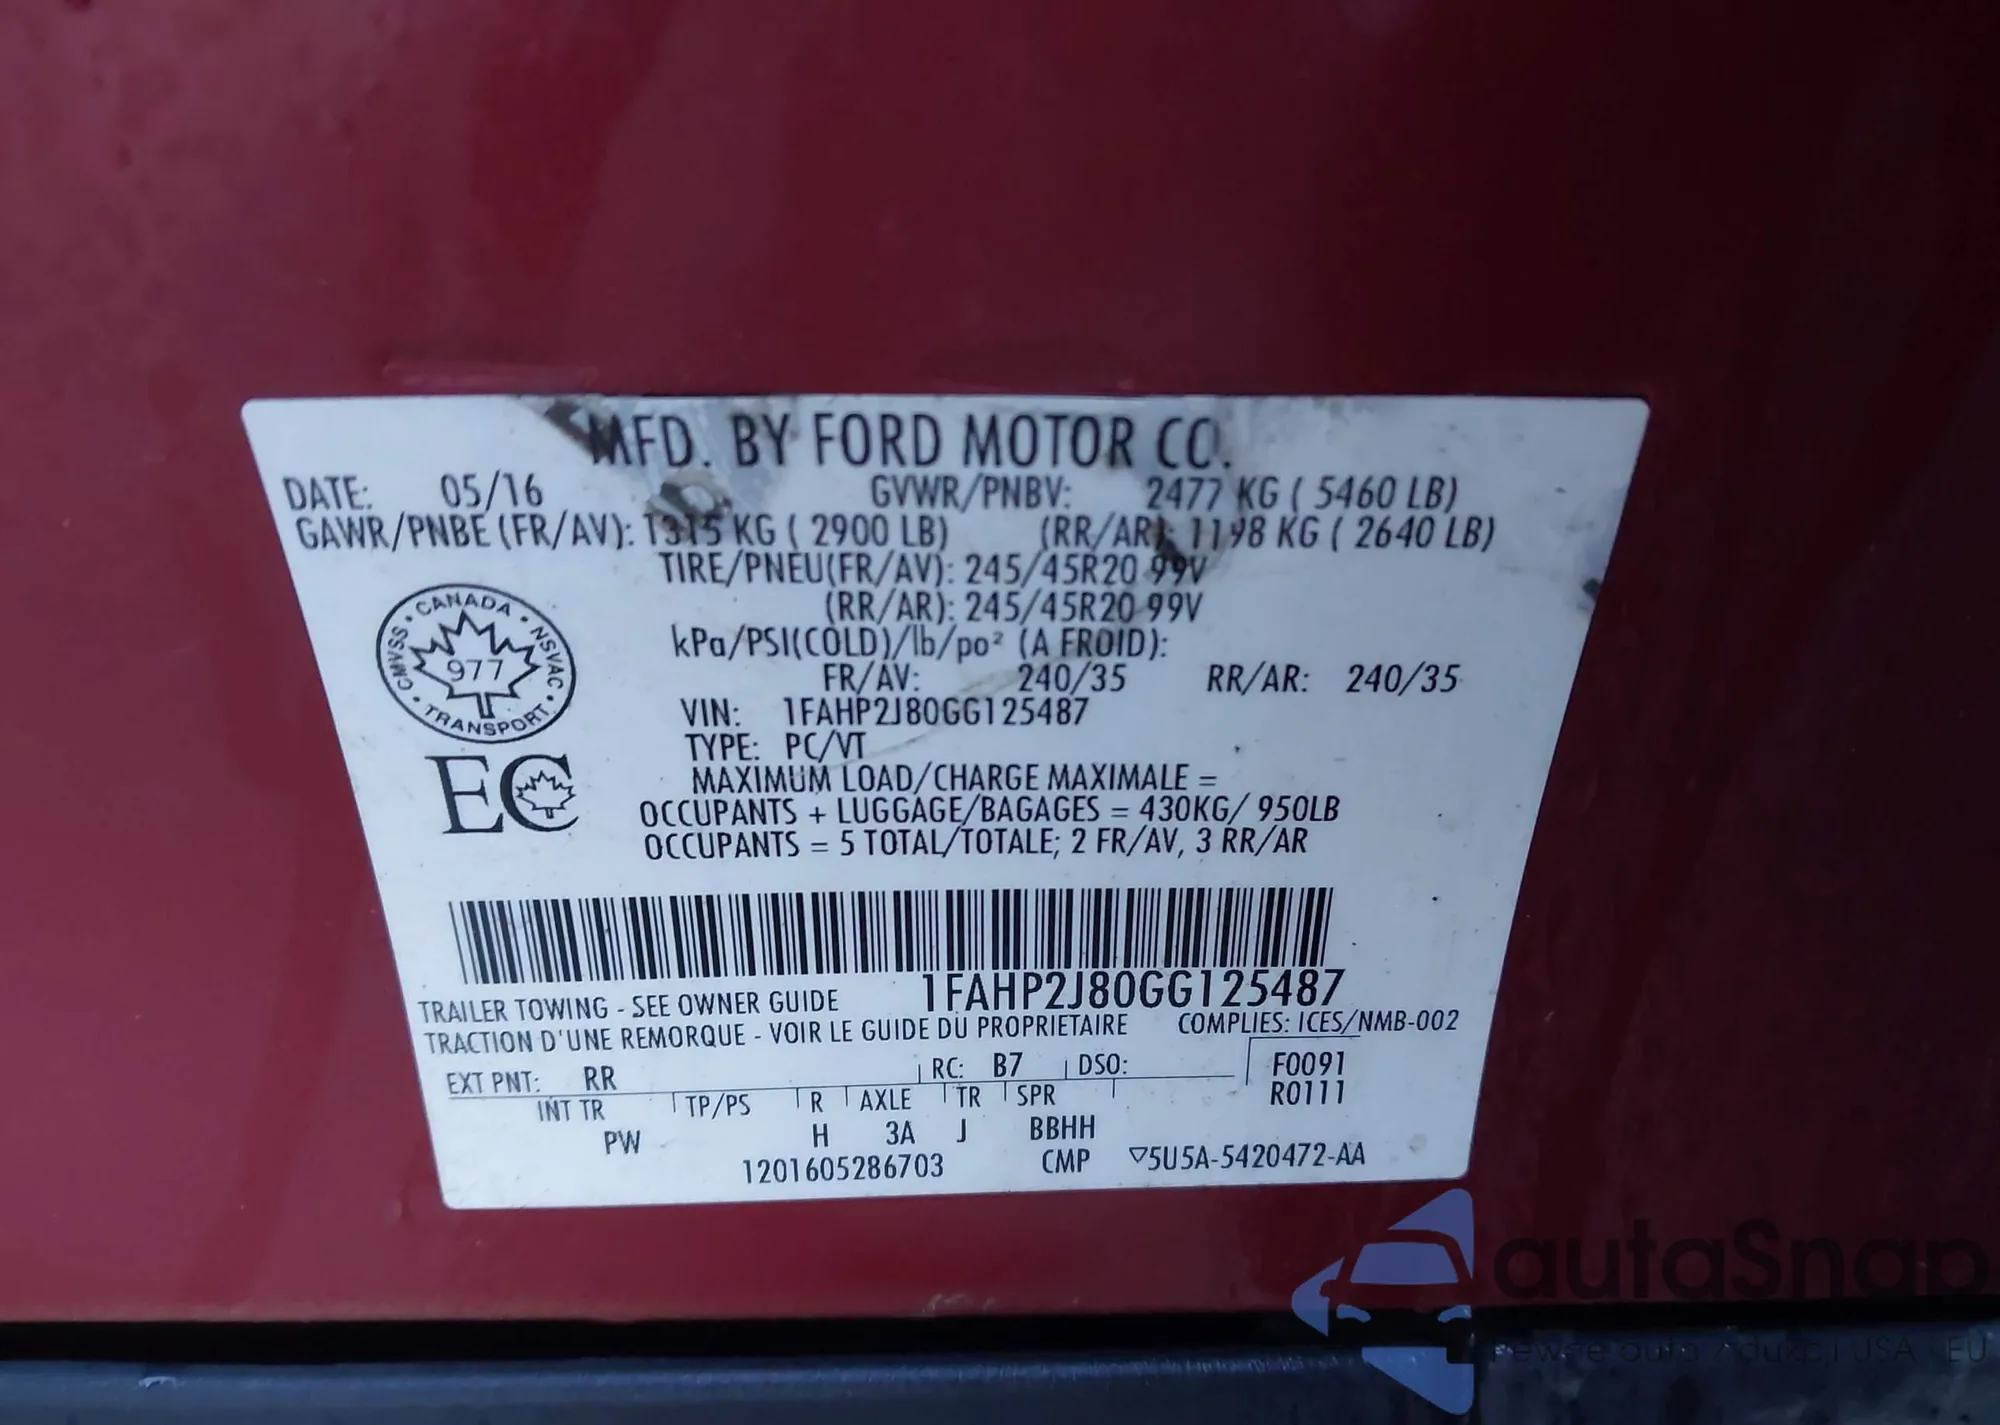 MFD. BY FORD MOTOR CO.
DATE: 05/16 GVWR/PNBV: 2477 KG ( 5460 LB)
GAWR/PNBE (FR/AV): 1315 KG ( 2900 LB) (RR/AR): 1198 KG ( 2640 LB)
TIRE/PNEU(FR/AV): 245/45R20 99V
(RR/AR): 245/45R20 99V
kPa/PSI(COLD)/lb/po² (A FROID):
FR/AV: 240/35 RR/AR: 240/35
VIN: 1FAHP2J80GG125487
TYPE: PC/VT
MAXIMUM LOAD/CHARGE MAXIMALE =
OCCUPANTS + LUGGAGE/BAGAGES = 430KG/ 950LB
OCCUPANTS = 5 TOTAL/TOTALE; 2 FR/AV, 3 RR/AR
CANADA · NSVAC · TRANSPORT · CMVSS ·
977
EC
1FAHP2J80GG125487
TRAILER TOWING - SEE OWNER GUIDE
TRACTION D'UNE REMORQUE - VOIR LE GUIDE DU PROPRIETAIRE COMPLIES: ICES/NMB-002
EXT PNT: RR RC: B7 DSO: F0091
R0111
INT TR TP/PS R AXLE TR SPR
PW H 3A J BBHH
1201605286703 CMP ▽5U5A-5420472-AA
autaSnap
auta z aukcji USA EU